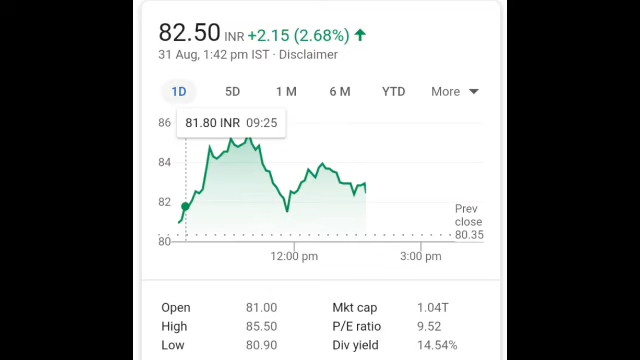 82.50 INR +2.15 (2.68%)
31 Aug, 1:42 pm IST · Disclaimer
1D 5D 1 M 6 M YTD More
81.80 INR 09:25
86
84
82
80
Prev
close
80.35
12:00 pm 3:00 pm
Open 81.00 Mkt cap 1.04T
High 85.50 P/E ratio 9.52
Low 80.90 Div yield 14.54%